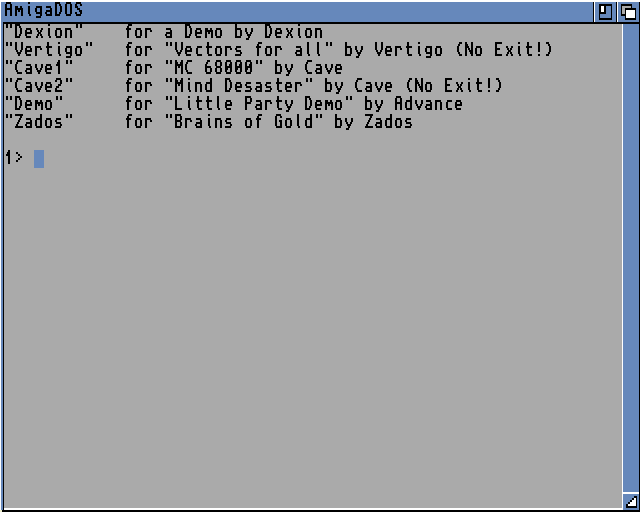 AmigaDOS
"Dexion"    for a Demo by Dexion
"Vertigo"   for "Vectors for all" by Vertigo (No Exit!)
"Cave1"     for "MC 68000" by Cave
"Cave2"     for "Mind Desaster" by Cave (No Exit!)
"Demo"      for "Little Party Demo" by Advance
"Zados"     for "Brains of Gold" by Zados
1>